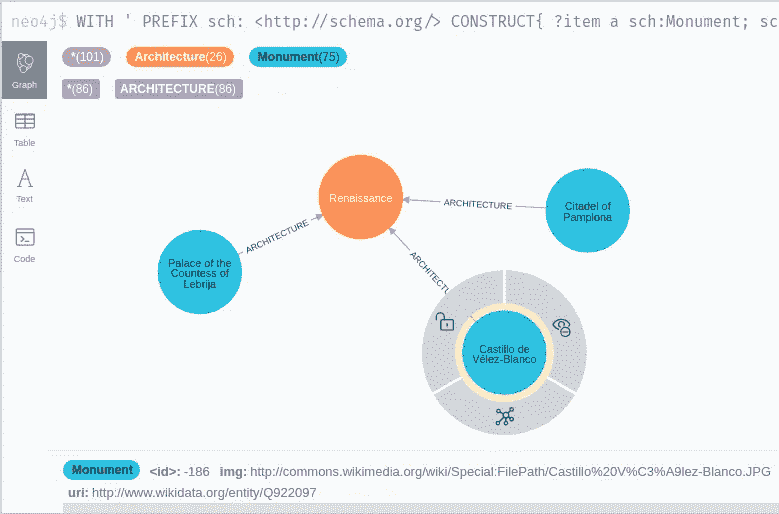 neo4j$ WITH ' PREFIX sch: <http://schema.org/> CONSTRUCT{ ?item a sch:Monument; sc
*(101) Architecture(26) Monument(75)
Graph
*(86) ARCHITECTURE(86)
Table
Text
Code
Renaissance
ARCHITECTURE
Citadel of
Pamplona
ARCHITECTURE
Palace of the
Countess of
Lebrija
ARCHITECTU
Castillo de
Vélez-Blanco
Monument <id>: -186 img: http://commons.wikimedia.org/wiki/Special:FilePath/Castillo%20V%C3%A9lez-Blanco.JPG
uri: http://www.wikidata.org/entity/Q922097